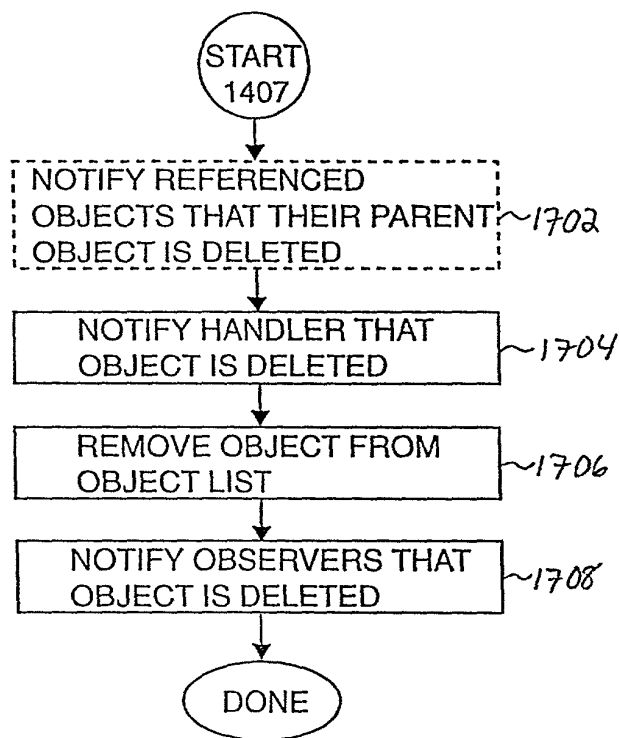 START
1407
NOTIFY REFERENCED
OBJECTS THAT THEIR PARENT
OBJECT IS DELETED
1702
NOTIFY HANDLER THAT
OBJECT IS DELETED
1704
REMOVE OBJECT FROM
OBJECT LIST
1706
NOTIFY OBSERVERS THAT
OBJECT IS DELETED
1708
DONE